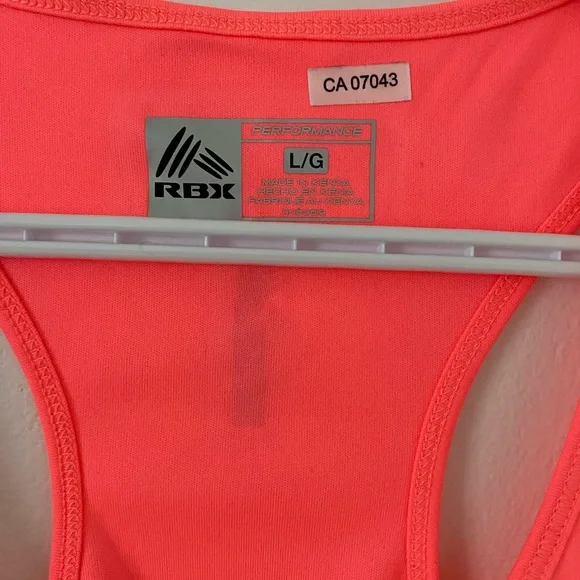 CA 07043
RBX
PERFORMANCE
L/G
MADE IN KENYA
HECHO EN KENIA
FABRIQUÉ AU KENYA